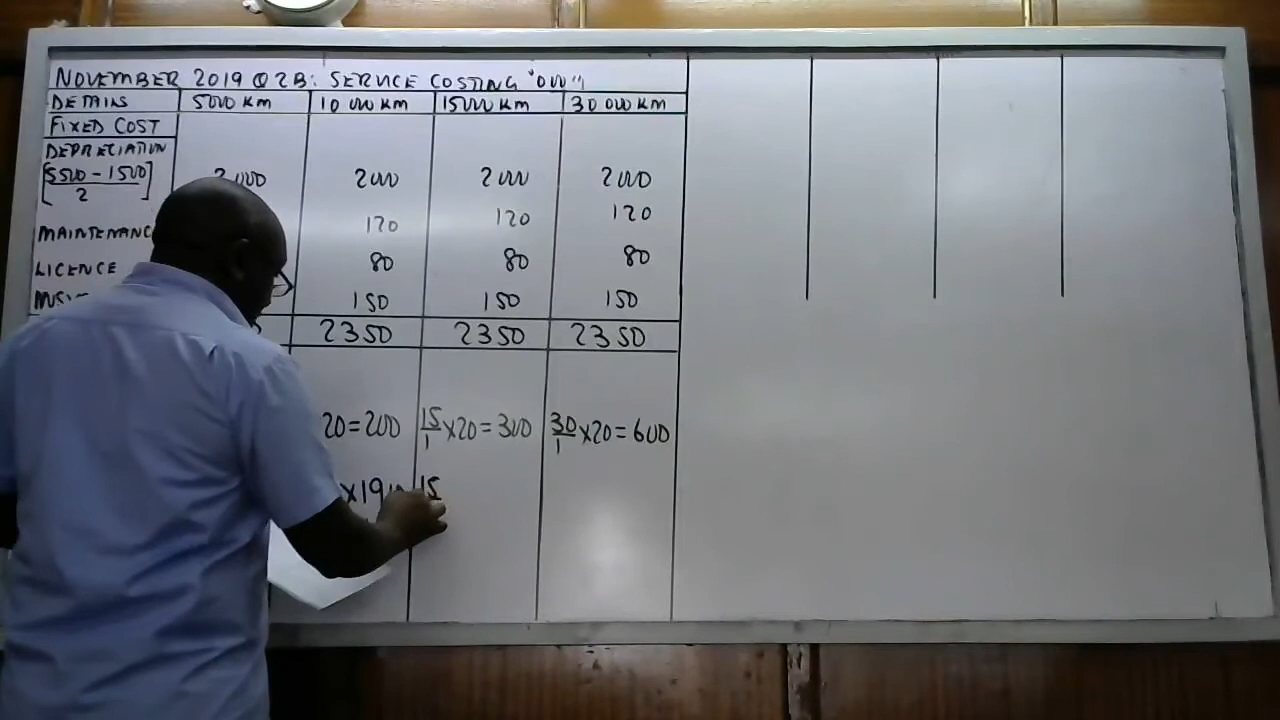 NOVEMBER 2019 Q2B: SERVICE COSTING "000"
DETAILS 5000 KM 10 000 KM 15000 KM 30 000 KM
FIXED COST
DEPRECIATION
[5500 - 1500 / 2] 2000 2000 2000 2000
MAINTENANC 120 120 120
LICENCE 80 80 80
150 150 150
2350 2350 2350
20=200 15/1 ×20=300 30/1 ×20=600
×19 15